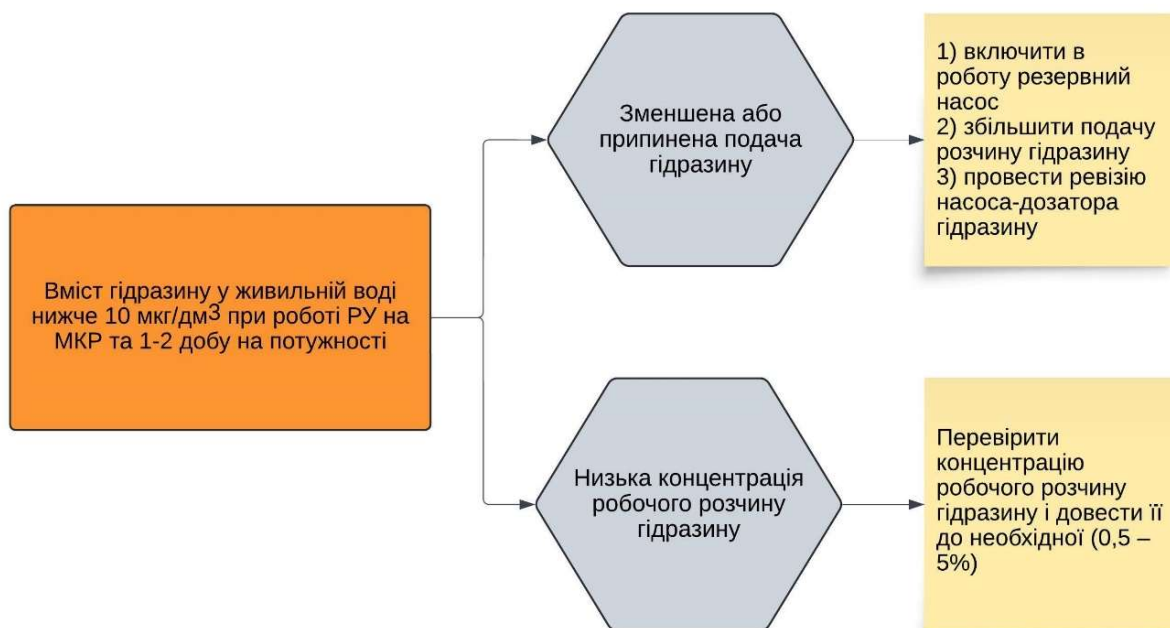 Вміст гідразину у живильній воді
нижче 10 мкг/дм3 при роботі РУ на
МКР та 1-2 добу на потужності
Зменшена або
припинена подача
гідразину
1) включити в
роботу резервний
насос
2) збільшити подачу
розчину гідразину
3) провести ревізію
насоса-дозатора
гідразину
Низька концентрація
робочого розчину
гідразину
Перевірити
концентрацію
робочого розчину
гідразину і довести її
до необхідної (0,5 –
5%)